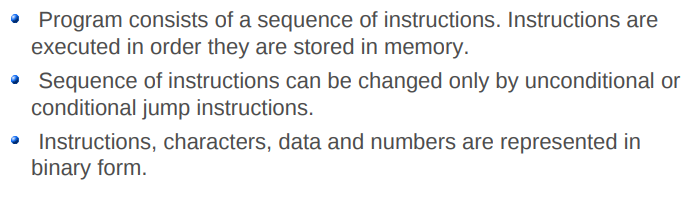 Program consists of a sequence of instructions. Instructions are
executed in order they are stored in memory.
Sequence of instructions can be changed only by unconditional or
conditional jump instructions.
Instructions, characters, data and numbers are represented in
binary form.